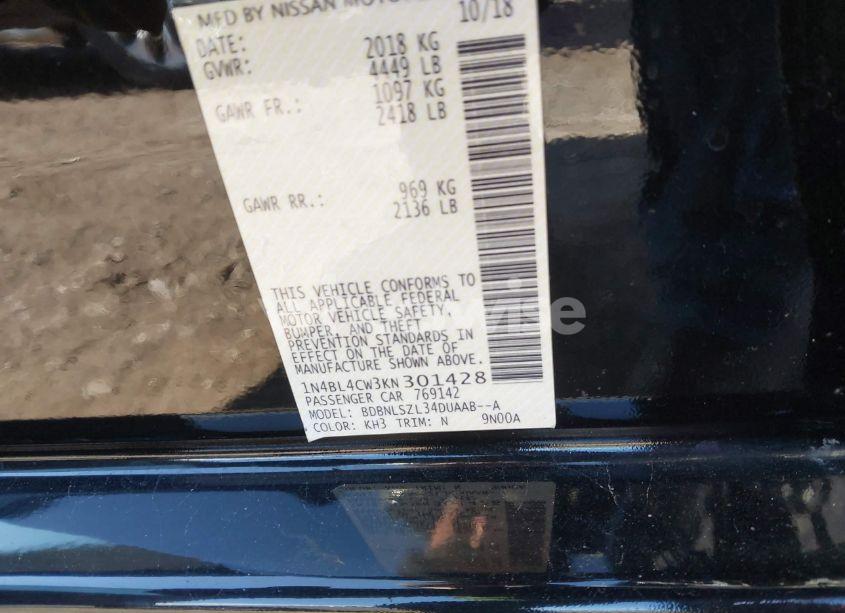 MFD BY NISSAN MOTOR
DATE: 10/18
GVWR: 2018 KG
4449 LB
GAWR FR.: 1097 KG
2418 LB
GAWR RR.: 969 KG
2136 LB
THIS VEHICLE CONFORMS TO
ALL APPLICABLE FEDERAL
MOTOR VEHICLE SAFETY,
BUMPER, AND THEFT
PREVENTION STANDARDS IN
EFFECT ON THE DATE OF
MANUFACTURE SHOWN ABOVE.
1N4BL4CW3KN301428
PASSENGER CAR 769142
MODEL: BDBNLSZL34DUAAB--A
COLOR: KH3 TRIM: N 9N00A